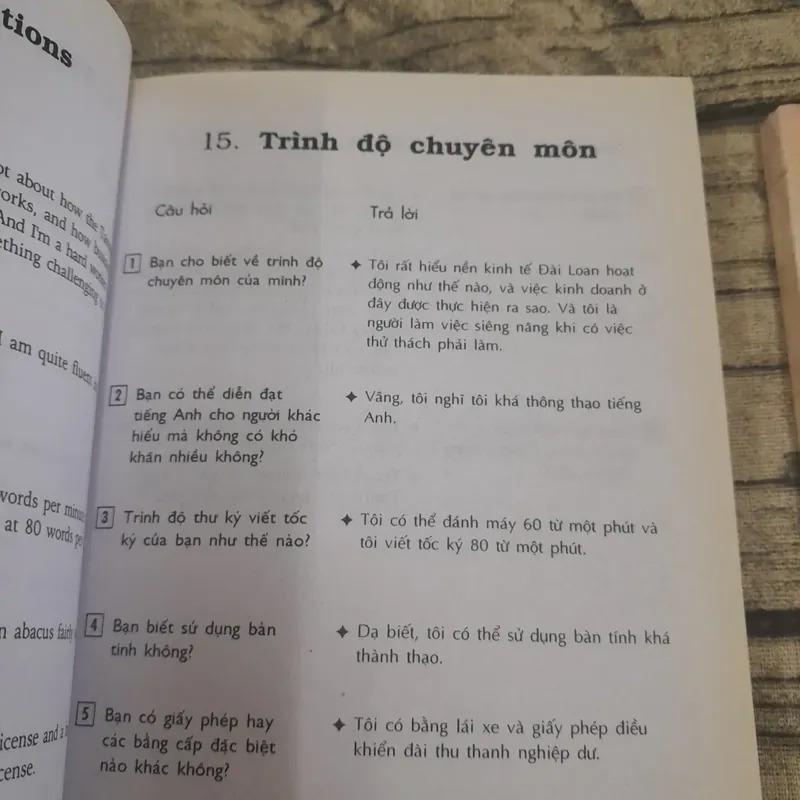 tions
about how the
works, and how
And I'm a hard
ething challenging
I am quite fluent
words per minute
at 80 words
an abacus fairly
license and a
cense.
15. Trình độ chuyên môn
Câu hỏi
Trả lời
1 Bạn cho biết về trình độ
chuyên môn của mình?
✦ Tôi rất hiểu nền kinh tế Đài Loan hoạt
động như thế nào, và việc kinh doanh ở
đây được thực hiện ra sao. Và tôi là
người làm việc siêng năng khi có việc
thử thách phải làm.
2 Bạn có thể diễn đạt
tiếng Anh cho người khác
hiểu mà không có khó
khăn nhiều không?
✦ Vâng, tôi nghĩ tôi khá thông thạo tiếng
Anh.
3 Trình độ thư ký viết tốc
ký của bạn như thế nào?
✦ Tôi có thể đánh máy 60 từ một phút và
tôi viết tốc ký 80 từ một phút.
4 Bạn biết sử dụng bàn
tính không?
✦ Dạ biết, tôi có thể sử dụng bàn tính khá
thành thạo.
5 Bạn có giấy phép hay
các bằng cấp đặc biệt
nào khác không?
✦ Tôi có bằng lái xe và giấy phép điều
khiển đài thu thanh nghiệp dư.